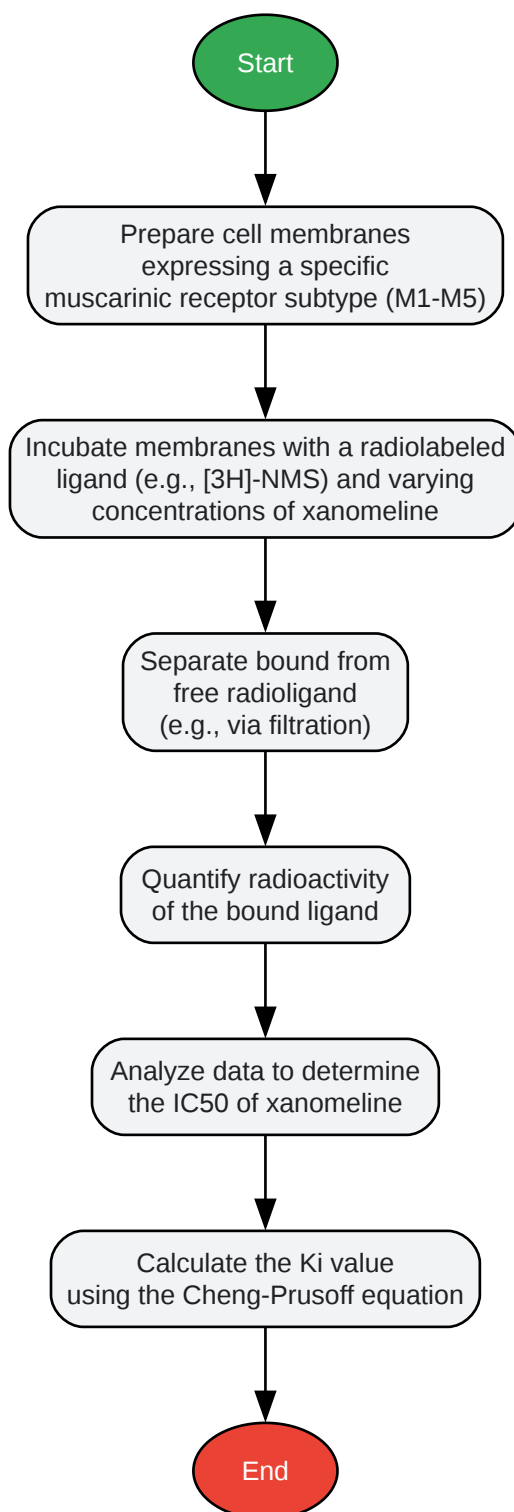 Start
Prepare cell membranes
expressing a specific
muscarinic receptor subtype (M1-M5)
Incubate membranes with a radiolabeled
ligand (e.g., [3H]-NMS) and varying
concentrations of xanomeline
Separate bound from
free radioligand
(e.g., via filtration)
Quantify radioactivity
of the bound ligand
Analyze data to determine
the IC50 of xanomeline
Calculate the Ki value
using the Cheng-Prusoff equation
End